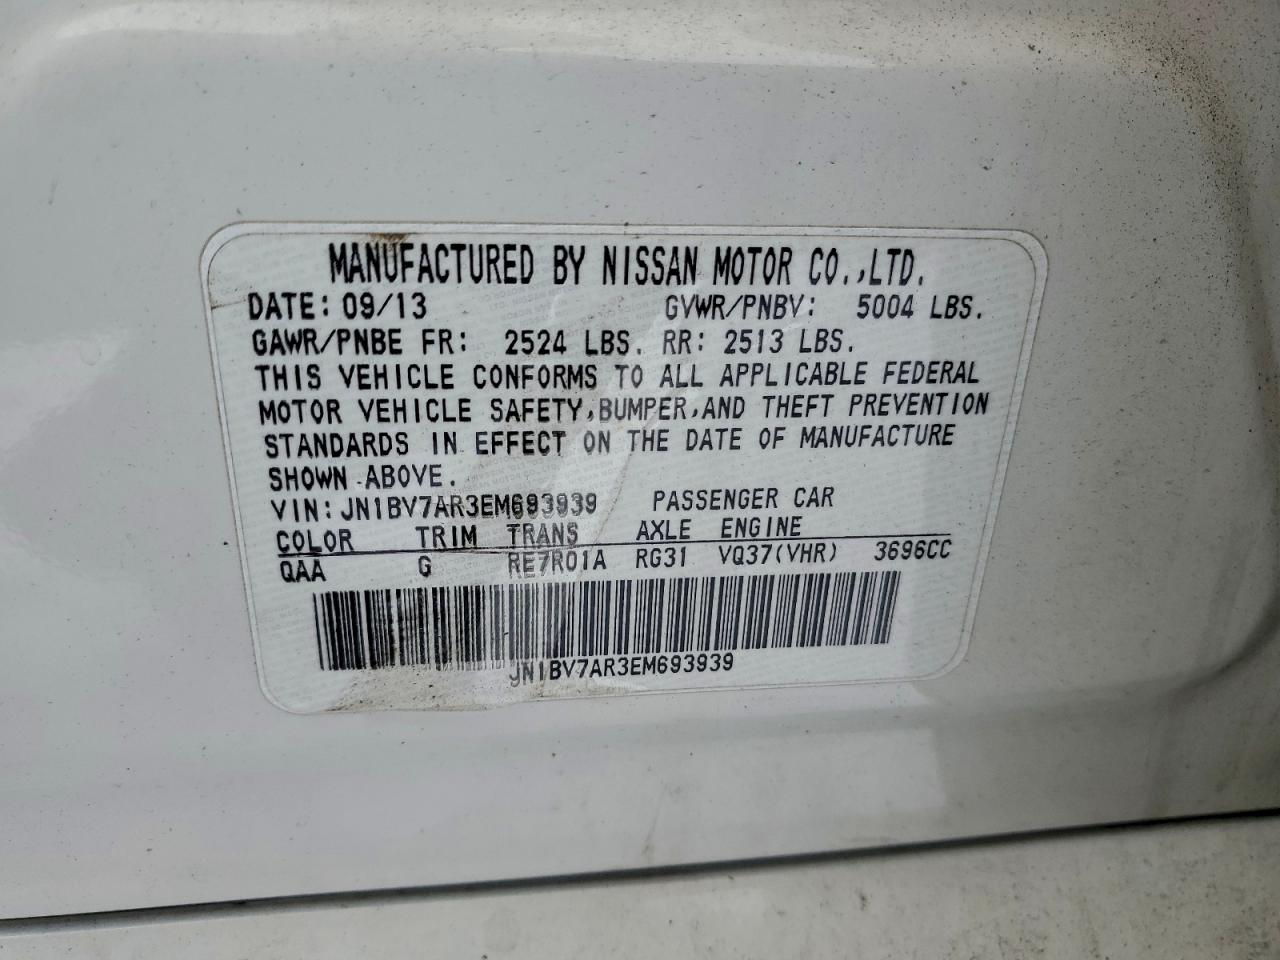 MANUFACTURED BY NISSAN MOTOR CO.,LTD.
DATE: 09/13 GVWR/PNBV: 5004 LBS.
GAWR/PNBE FR: 2524 LBS. RR: 2513 LBS.
THIS VEHICLE CONFORMS TO ALL APPLICABLE FEDERAL
MOTOR VEHICLE SAFETY,BUMPER,AND THEFT PREVENTION
STANDARDS IN EFFECT ON THE DATE OF MANUFACTURE
SHOWN ABOVE.
VIN: JN1BV7AR3EM693939 PASSENGER CAR
COLOR TRIM TRANS AXLE ENGINE
QAA G RE7R01A RG31 VQ37(VHR) 3696CC
JN1BV7AR3EM693939